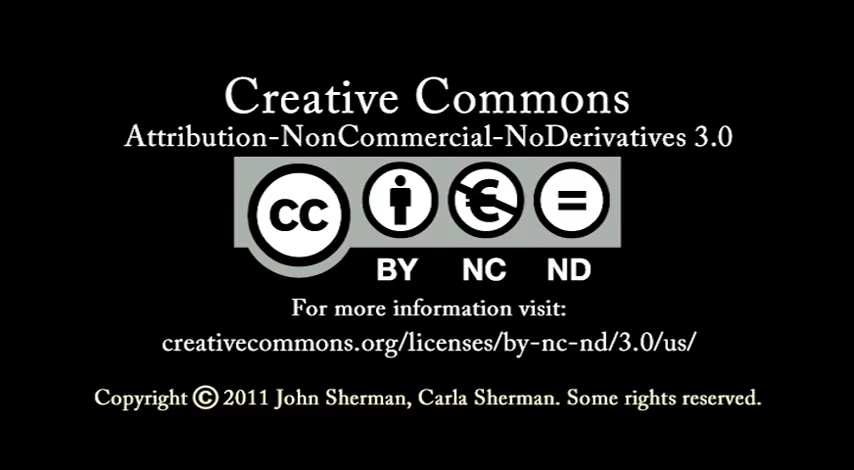 Creative Commons
Attribution-NonCommercial-NoDerivatives 3.0
cc
BY NC ND
For more information visit:
creativecommons.org/licenses/by-nc-nd/3.0/us/
Copyright © 2011 John Sherman, Carla Sherman. Some rights reserved.